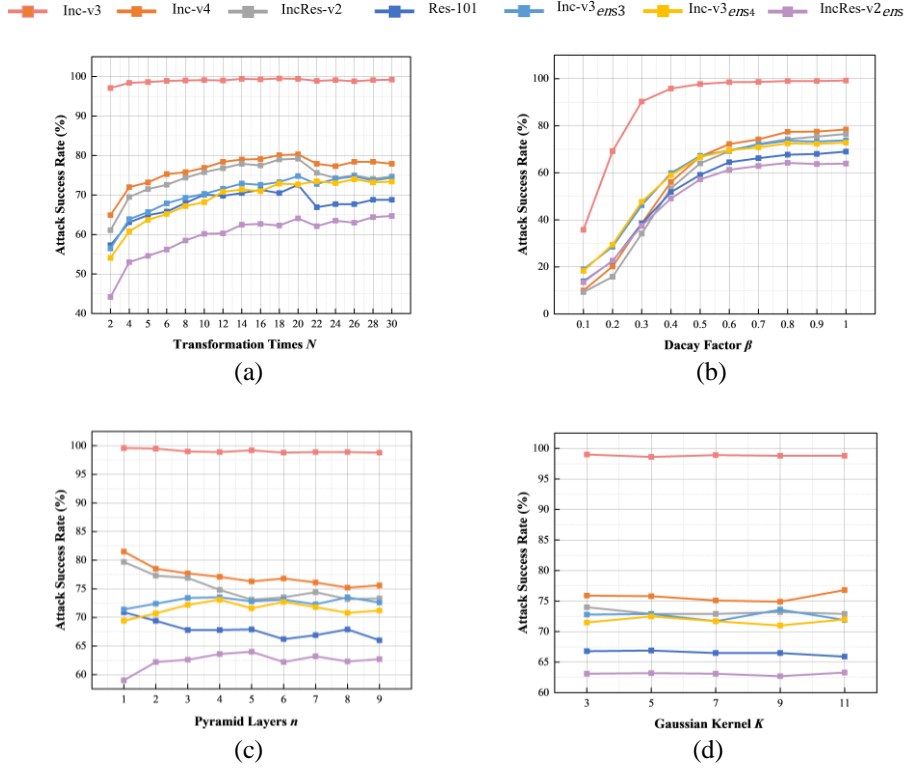 Inc-v3 Inc-v4 IncRes-v2 Res-101 Inc-v3ens3 Inc-v3ens4 IncRes-v2ens
Attack Success Rate (%)
100
90
80
70
60
50
40
2 4 5 6 8 10 12 14 16 18 20 22 24 26 28 30
Transformation Times N
(a)
Attack Success Rate (%)
100
80
60
40
20
0
0.1 0.2 0.3 0.4 0.5 0.6 0.7 0.8 0.9 1
Dacay Factor β
(b)
Attack Success Rate (%)
100
95
90
85
80
75
70
65
60
1 2 3 4 5 6 7 8 9
Pyramid Layers n
(c)
Attack Success Rate (%)
100
95
90
85
80
75
70
65
60
3 5 7 9 11
Gaussian Kernel K
(d)